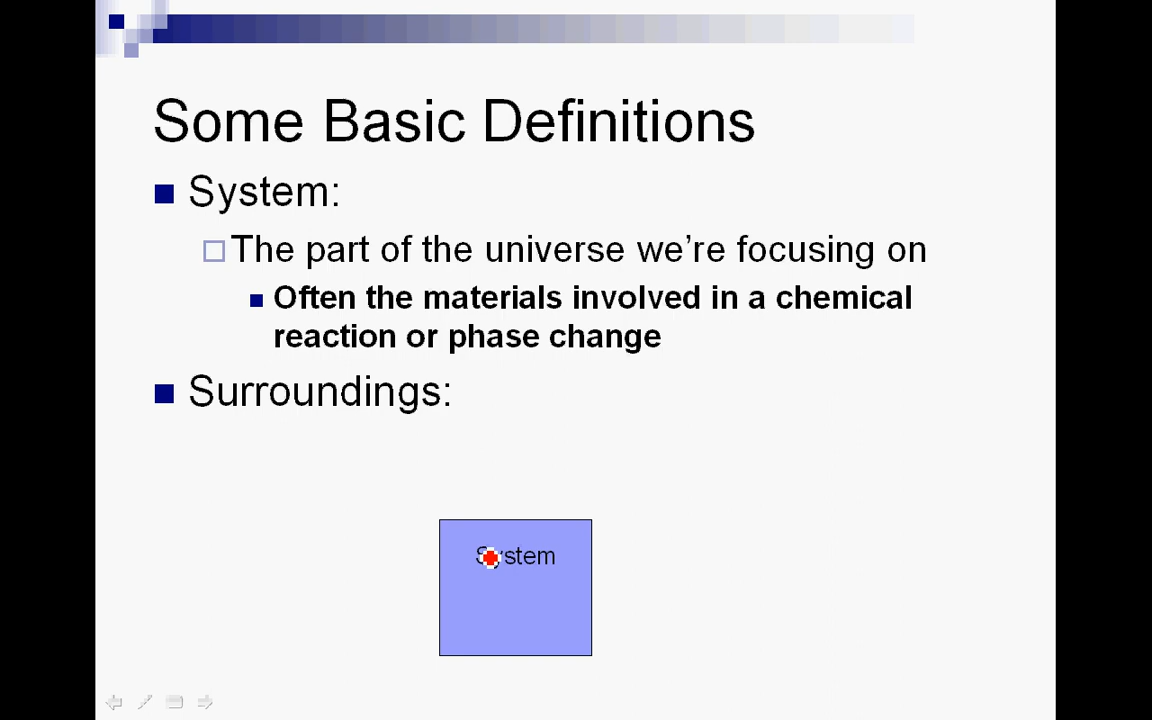 Some Basic Definitions
System:
The part of the universe we're focusing on
Often the materials involved in a chemical
reaction or phase change
Surroundings:
System